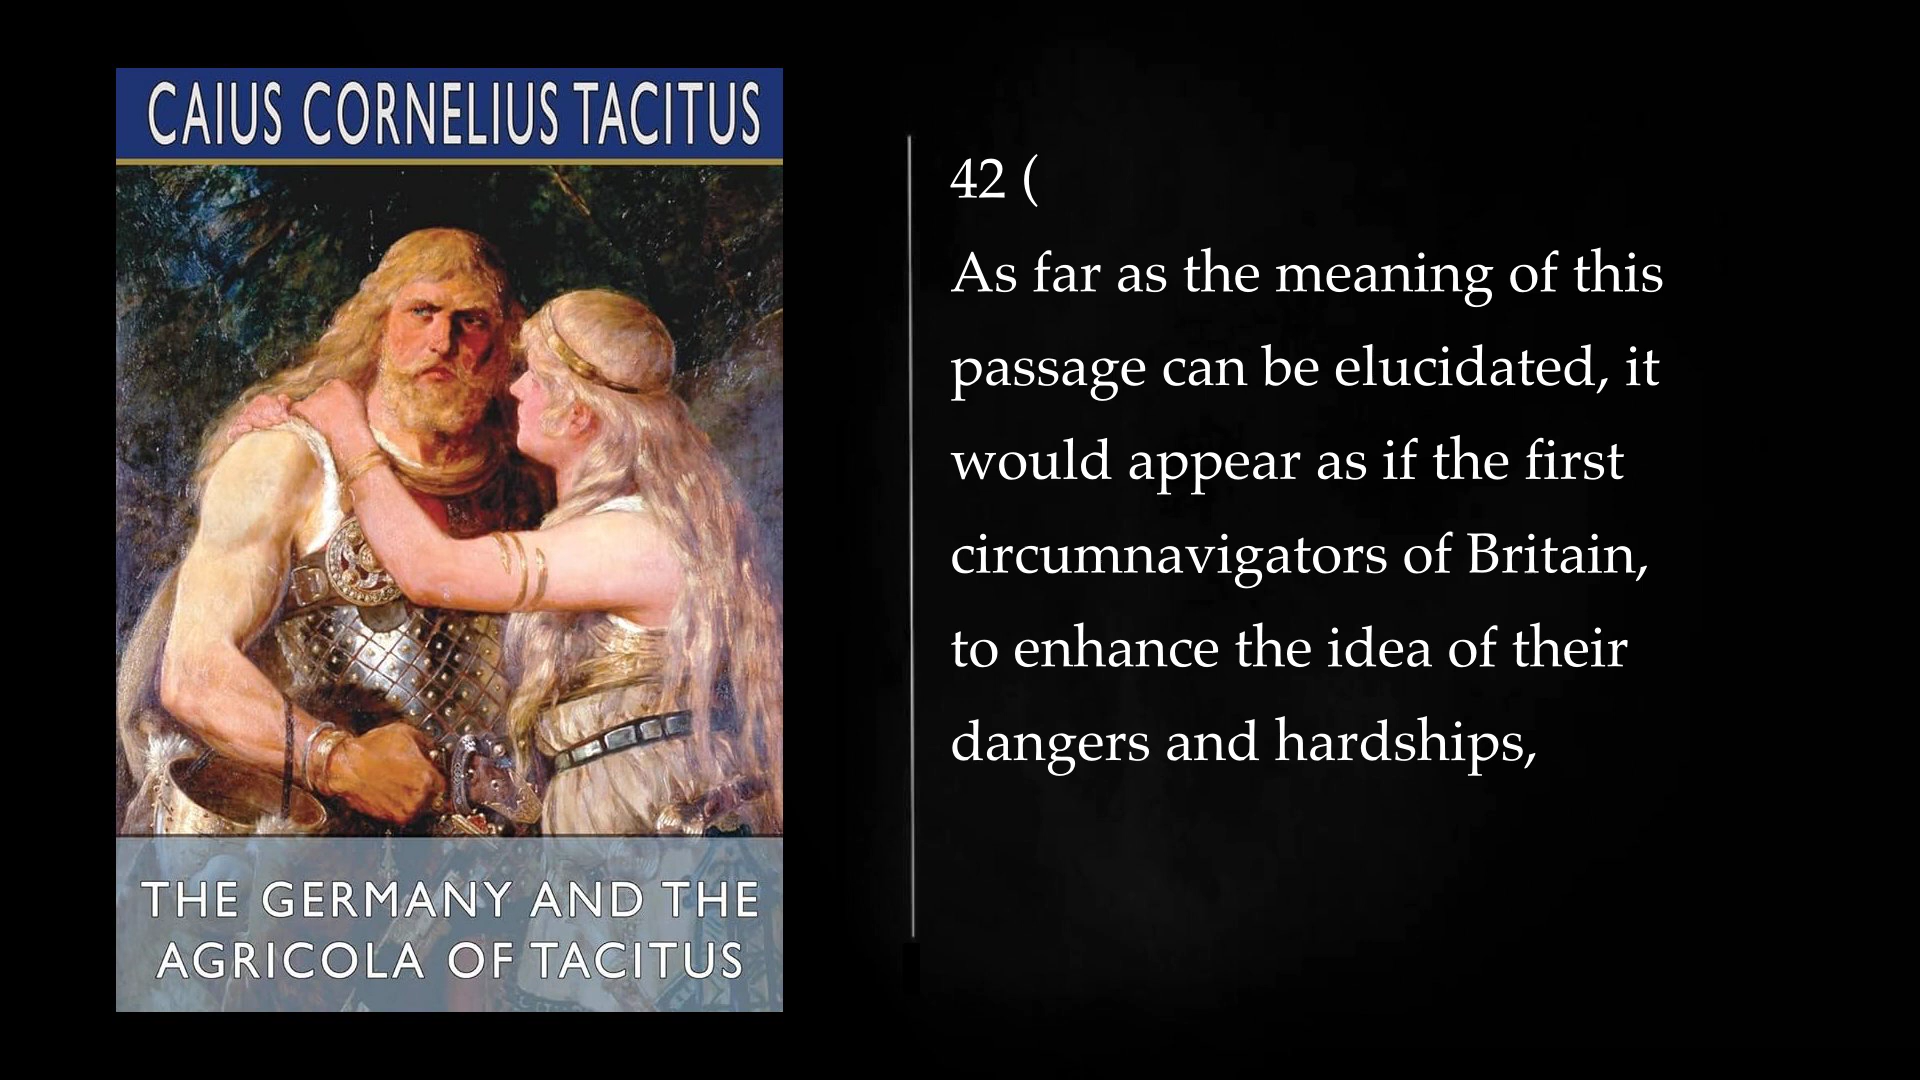 CAIUS CORNELIUS TACITUS
THE GERMANY AND THE
AGRICOLA OF TACITUS
42 (
As far as the meaning of this
passage can be elucidated, it
would appear as if the first
circumnavigators of Britain,
to enhance the idea of their
dangers and hardships,